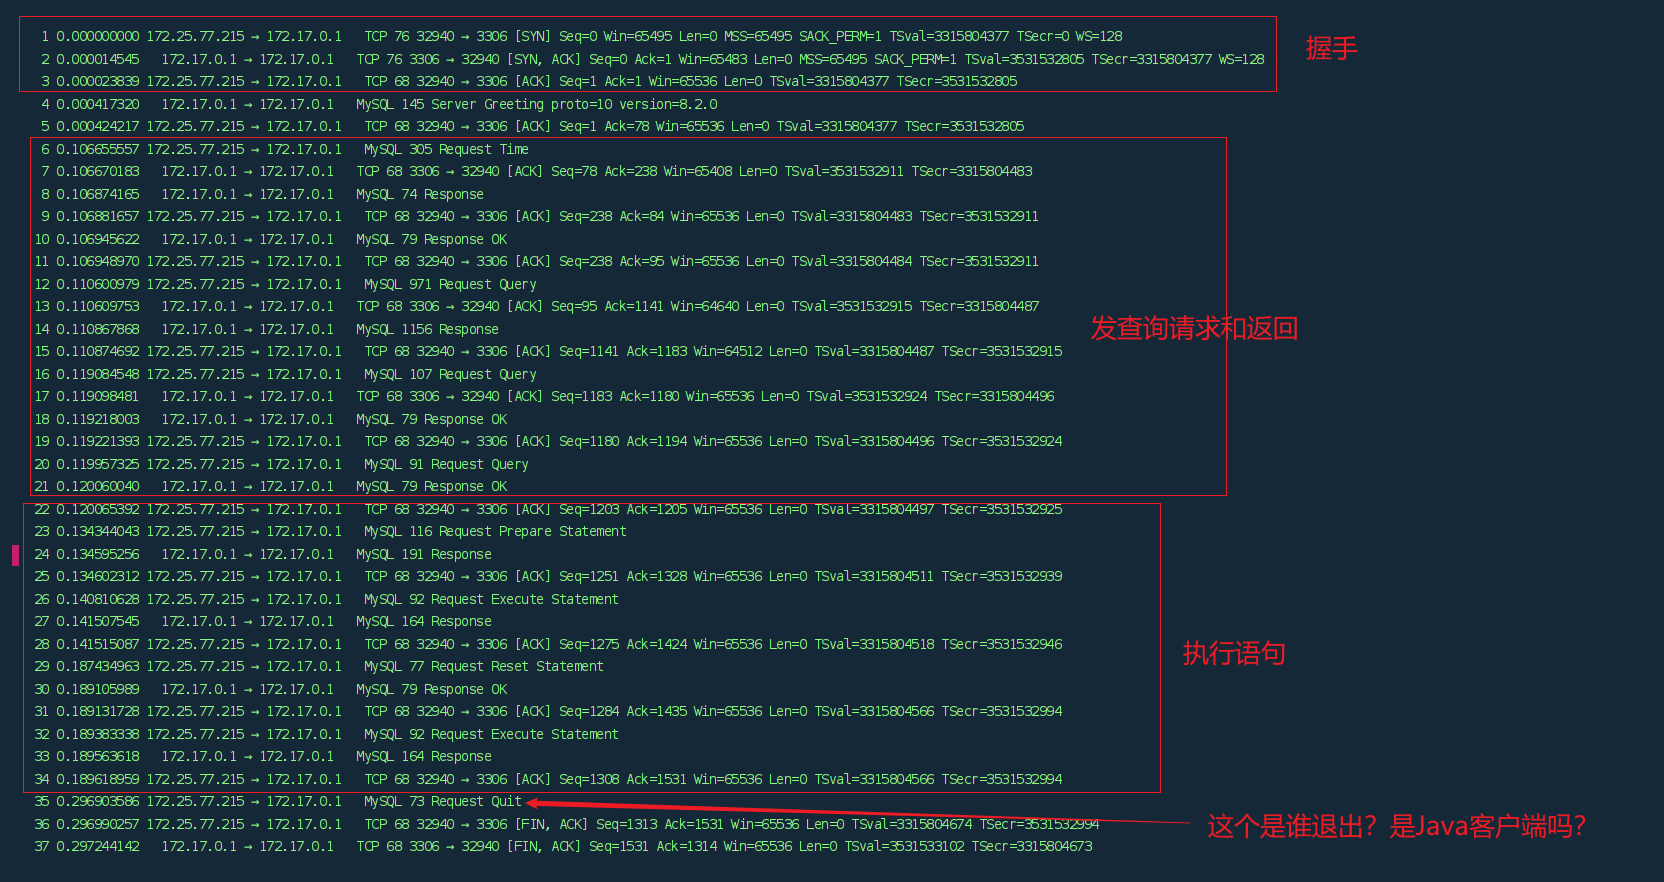 1 0.000000000 172.25.77.215 → 172.17.0.1 TCP 76 32940 → 3306 [SYN] Seq=0 Win=65495 Len=0 MSS=65495 SACK_PERM=1 TSval=3315804377 TSecr=0 WS=128
2 0.000014545 172.17.0.1 → 172.17.0.1 TCP 76 3306 → 32940 [SYN, ACK] Seq=0 Ack=1 Win=65483 Len=0 MSS=65495 SACK_PERM=1 TSval=3531532805 TSecr=3315804377 WS=128
握手
3 0.000023839 172.25.77.215 → 172.17.0.1 TCP 68 32940 → 3306 [ACK] Seq=1 Ack=1 Win=65536 Len=0 TSval=3315804377 TSecr=3531532805
4 0.000417320 172.17.0.1 → 172.17.0.1 MySQL 145 Server Greeting proto=10 version=8.2.0
5 0.000424217 172.25.77.215 → 172.17.0.1 TCP 68 32940 → 3306 [ACK] Seq=1 Ack=78 Win=65536 Len=0 TSval=3315804377 TSecr=3531532805
6 0.106655557 172.25.77.215 → 172.17.0.1 MySQL 305 Request Time
7 0.106670183 172.17.0.1 → 172.17.0.1 TCP 68 3306 → 32940 [ACK] Seq=78 Ack=238 Win=65408 Len=0 TSval=3531532911 TSecr=3315804483
8 0.106874165 172.17.0.1 → 172.17.0.1 MySQL 74 Response
9 0.106881657 172.25.77.215 → 172.17.0.1 TCP 68 32940 → 3306 [ACK] Seq=238 Ack=84 Win=65536 Len=0 TSval=3315804483 TSecr=3531532911
10 0.106945622 172.17.0.1 → 172.17.0.1 MySQL 79 Response OK
11 0.106948970 172.25.77.215 → 172.17.0.1 TCP 68 32940 → 3306 [ACK] Seq=238 Ack=95 Win=65536 Len=0 TSval=3315804484 TSecr=3531532911
12 0.110600979 172.25.77.215 → 172.17.0.1 MySQL 971 Request Query
13 0.110609753 172.17.0.1 → 172.17.0.1 TCP 68 3306 → 32940 [ACK] Seq=95 Ack=1141 Win=64640 Len=0 TSval=3531532915 TSecr=3315804487
14 0.110867868 172.17.0.1 → 172.17.0.1 MySQL 1156 Response
发查询请求和返回
15 0.110874692 172.25.77.215 → 172.17.0.1 TCP 68 32940 → 3306 [ACK] Seq=1141 Ack=1183 Win=64512 Len=0 TSval=3315804487 TSecr=3531532915
16 0.119084548 172.25.77.215 → 172.17.0.1 MySQL 107 Request Query
17 0.119098481 172.17.0.1 → 172.17.0.1 TCP 68 3306 → 32940 [ACK] Seq=1183 Ack=1180 Win=65536 Len=0 TSval=3531532924 TSecr=3315804496
18 0.119218003 172.17.0.1 → 172.17.0.1 MySQL 79 Response OK
19 0.119221393 172.25.77.215 → 172.17.0.1 TCP 68 32940 → 3306 [ACK] Seq=1180 Ack=1194 Win=65536 Len=0 TSval=3315804496 TSecr=3531532924
20 0.119957325 172.25.77.215 → 172.17.0.1 MySQL 91 Request Query
21 0.120060040 172.17.0.1 → 172.17.0.1 MySQL 79 Response OK
22 0.120065392 172.25.77.215 → 172.17.0.1 TCP 68 32940 → 3306 [ACK] Seq=1203 Ack=1205 Win=65536 Len=0 TSval=3315804497 TSecr=3531532925
23 0.134344043 172.25.77.215 → 172.17.0.1 MySQL 116 Request Prepare Statement
24 0.134595256 172.17.0.1 → 172.17.0.1 MySQL 191 Response
25 0.134602312 172.25.77.215 → 172.17.0.1 TCP 68 32940 → 3306 [ACK] Seq=1251 Ack=1328 Win=65536 Len=0 TSval=3315804511 TSecr=3531532939
26 0.140810628 172.25.77.215 → 172.17.0.1 MySQL 92 Request Execute Statement
27 0.141507545 172.17.0.1 → 172.17.0.1 MySQL 164 Response
28 0.141515087 172.25.77.215 → 172.17.0.1 TCP 68 32940 → 3306 [ACK] Seq=1275 Ack=1424 Win=65536 Len=0 TSval=3315804518 TSecr=3531532946
执行语句
29 0.187434963 172.25.77.215 → 172.17.0.1 MySQL 77 Request Reset Statement
30 0.189105989 172.17.0.1 → 172.17.0.1 MySQL 79 Response OK
31 0.189131728 172.25.77.215 → 172.17.0.1 TCP 68 32940 → 3306 [ACK] Seq=1284 Ack=1435 Win=65536 Len=0 TSval=3315804566 TSecr=3531532994
32 0.189383338 172.25.77.215 → 172.17.0.1 MySQL 92 Request Execute Statement
33 0.189563618 172.17.0.1 → 172.17.0.1 MySQL 164 Response
34 0.189618959 172.25.77.215 → 172.17.0.1 TCP 68 32940 → 3306 [ACK] Seq=1308 Ack=1531 Win=65536 Len=0 TSval=3315804566 TSecr=3531532994
35 0.296903586 172.25.77.215 → 172.17.0.1 MySQL 73 Request Quit
36 0.296990257 172.25.77.215 → 172.17.0.1 TCP 68 32940 → 3306 [FIN, ACK] Seq=1313 Ack=1531 Win=65536 Len=0 TSval=3315804674 TSecr=3531532994
这个是谁退出？是Java客户端吗？
37 0.297244142 172.17.0.1 → 172.17.0.1 TCP 68 3306 → 32940 [FIN, ACK] Seq=1531 Ack=1314 Win=65536 Len=0 TSval=3531533102 TSecr=3315804673